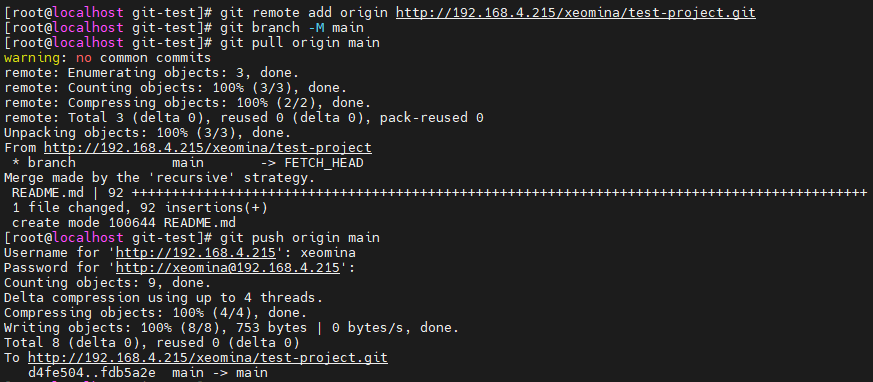 [root@localhost git-test]# git remote add origin http://192.168.4.215/xeomina/test-project.git
[root@localhost git-test]# git branch -M main
[root@localhost git-test]# git pull origin main
warning: no common commits
remote: Enumerating objects: 3, done.
remote: Counting objects: 100% (3/3), done.
remote: Compressing objects: 100% (2/2), done.
remote: Total 3 (delta 0), reused 0 (delta 0), pack-reused 0
Unpacking objects: 100% (3/3), done.
From http://192.168.4.215/xeomina/test-project
 * branch            main       -> FETCH_HEAD
Merge made by the 'recursive' strategy.
 README.md | 92 ++++++++++++++++++++++++++++++++++++++++++++++++++++++++++++++++++++++++++++++++++++++++++++
 1 file changed, 92 insertions(+)
 create mode 100644 README.md
[root@localhost git-test]# git push origin main
Username for 'http://192.168.4.215': xeomina
Password for 'http://xeomina@192.168.4.215':
Counting objects: 9, done.
Delta compression using up to 4 threads.
Compressing objects: 100% (4/4), done.
Writing objects: 100% (8/8), 753 bytes | 0 bytes/s, done.
Total 8 (delta 0), reused 0 (delta 0)
To http://192.168.4.215/xeomina/test-project.git
   d4fe504..fdb5a2e  main -> main